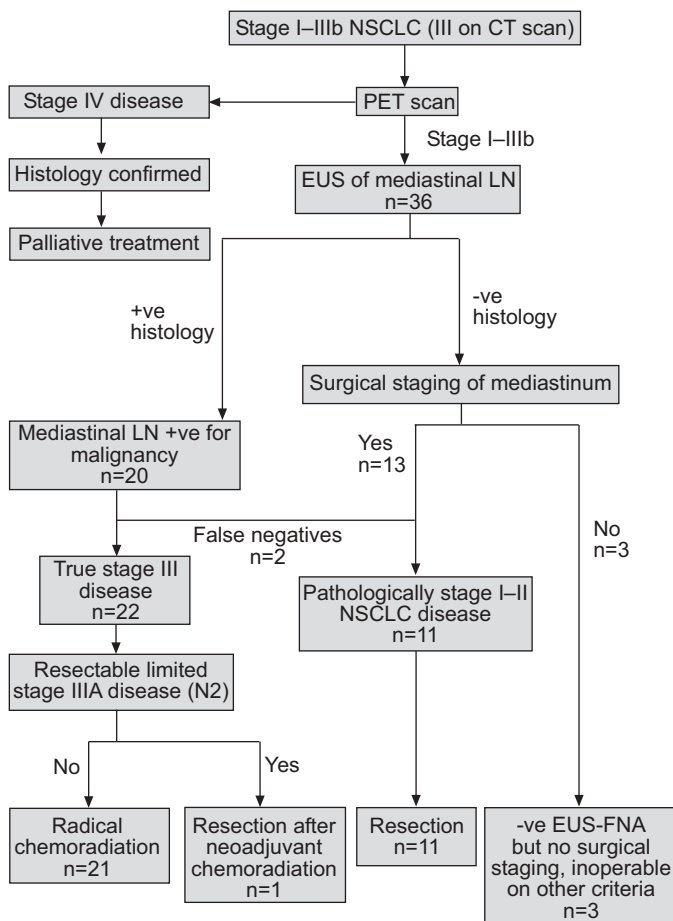 Stage I–IIIb NSCLC (III on CT scan)
Stage IV disease
PET scan
Stage I–IIIb
Histology confirmed
EUS of mediastinal LN
n=36
Palliative treatment
+ve
histology
-ve
histology
Surgical staging of mediastinum
Mediastinal LN +ve for
malignancy
n=20
Yes
n=13
False negatives
n=2
No
n=3
True stage III
disease
n=22
Pathologically stage I–II
NSCLC disease
n=11
Resectable limited
stage IIIA disease (N2)
No
Yes
Radical
chemoradiation
n=21
Resection after
neoadjuvant
chemoradiation
n=1
Resection
n=11
-ve EUS-FNA
but no surgical
staging, inoperable
on other criteria
n=3